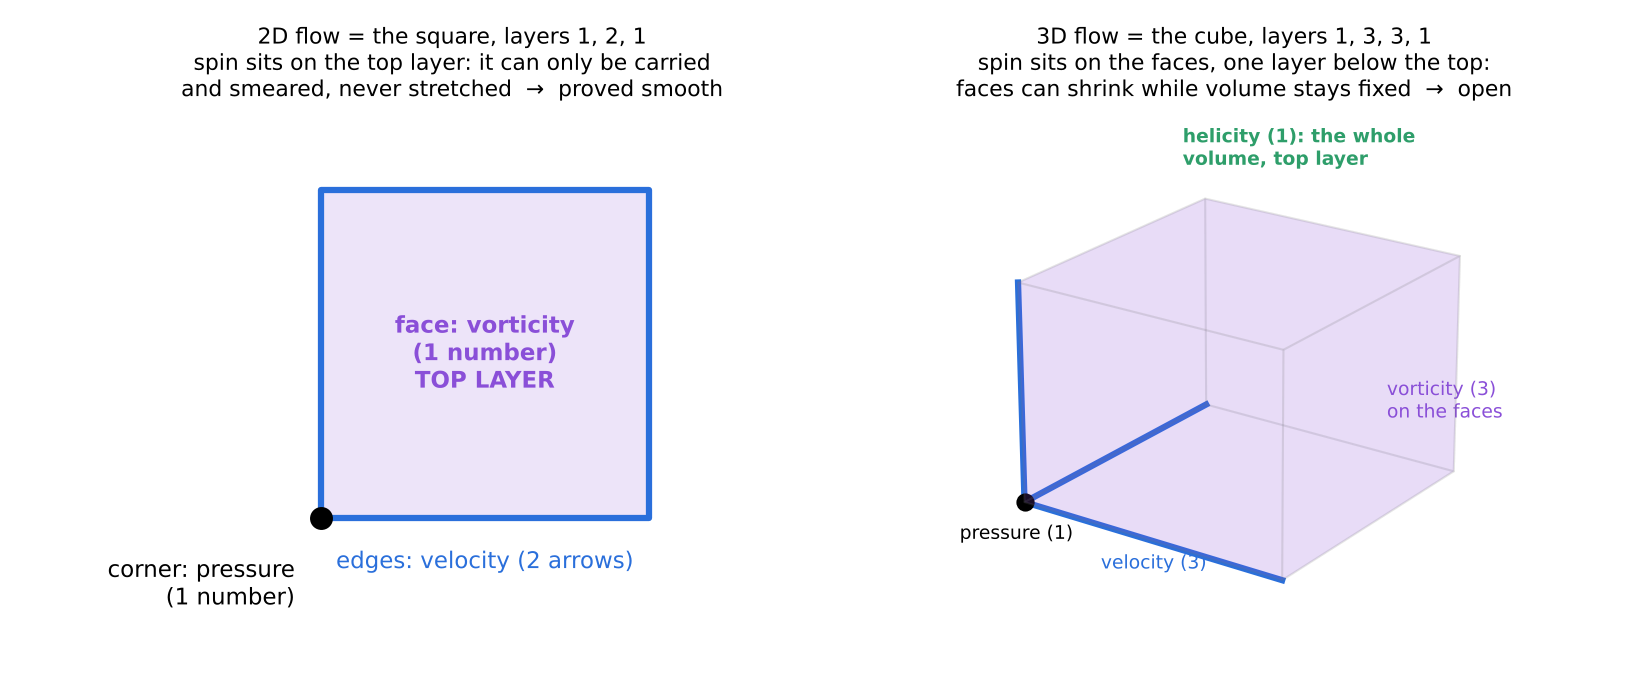 2D flow = the square, layers 1, 2, 1
spin sits on the top layer: it can only be carried
and smeared, never stretched → proved smooth
face: vorticity
(1 number)
TOP LAYER
edges: velocity (2 arrows)
corner: pressure
(1 number)
3D flow = the cube, layers 1, 3, 3, 1
spin sits on the faces, one layer below the top:
faces can shrink while volume stays fixed → open
helicity (1): the whole
volume, top layer
vorticity (3)
on the faces
pressure (1)
velocity (3)